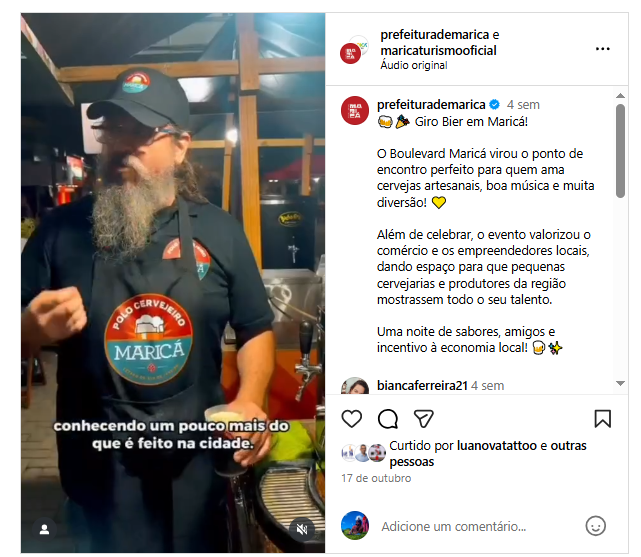 prefeiturademarica e
maricaturismooficial
Áudio original
prefeiturademarica 4 sem
🍻🎉 Giro Bier em Maricá!
O Boulevard Maricá virou o ponto de
encontro perfeito para quem ama
cervejas artesanais, boa música e muita
diversão! 💛
Além de celebrar, o evento valorizou o
comércio e os empreendedores locais,
dando espaço para que pequenas
cervejarias e produtores da região
mostrassem todo o seu talento.
Uma noite de sabores, amigos e
incentivo à economia local! 🍺✨
biancaferreira21 4 sem
POLO CERVEJEIRO
MARICÁ
conhecendo um pouco mais do
que é feito na cidade.
Curtido por luanovatattoo e outras
pessoas
17 de outubro
Adicione um comentário...